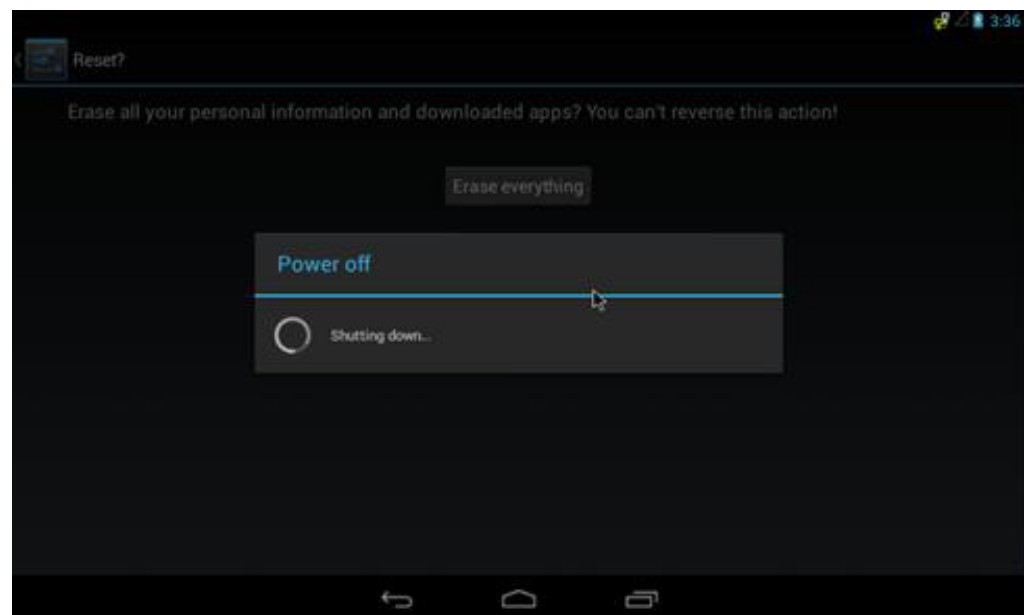 3:36
Reset?
Erase all your personal information and downloaded apps? You can't reverse this action!
Erase everything
Power off
Shutting down...